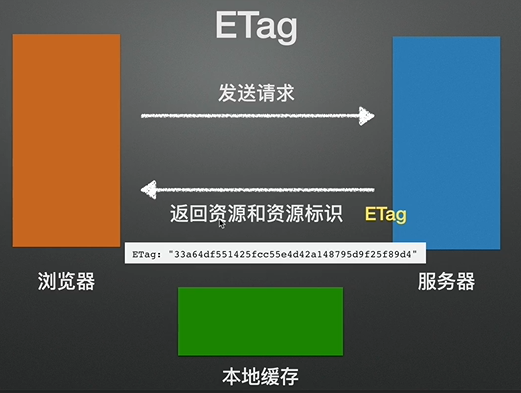 ETag
发送请求
返回资源和资源标识 ETag
ETag: "33a64df551425fcc55e4d42a148795d9f25f89d4"
浏览器
服务器
本地缓存